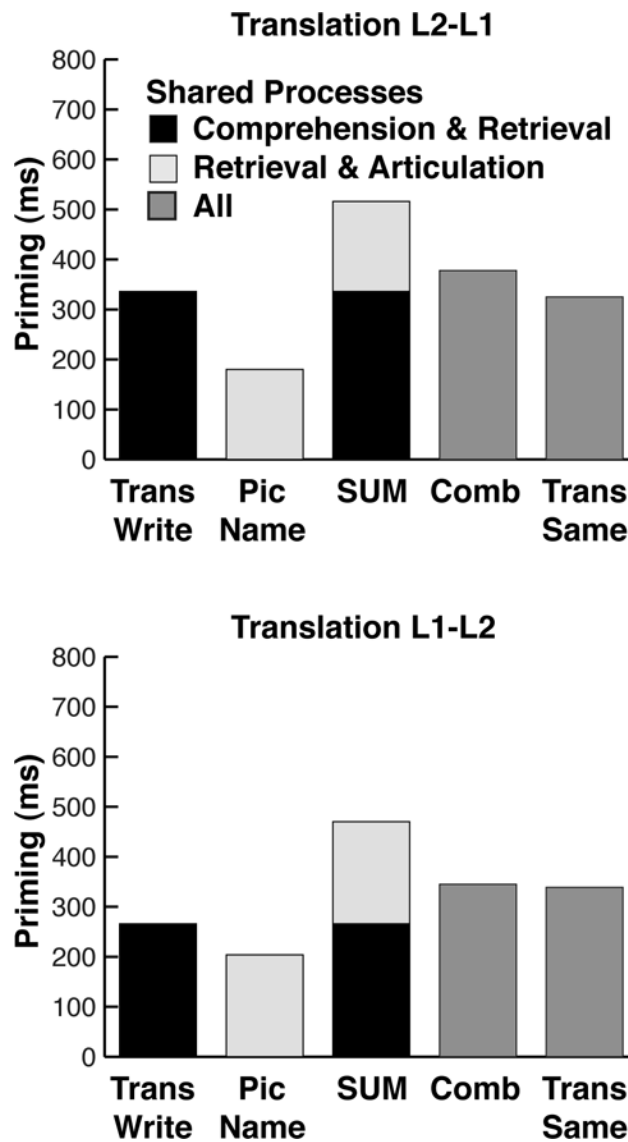 Translation L2-L1
800
700
600
500
400
300
200
100
0
Priming (ms)
Shared Processes
Comprehension & Retrieval
Retrieval & Articulation
All
Trans Write
Pic Name
SUM
Comb
Trans Same
Translation L1-L2
800
700
600
500
400
300
200
100
0
Priming (ms)
Trans Write
Pic Name
SUM
Comb
Trans Same